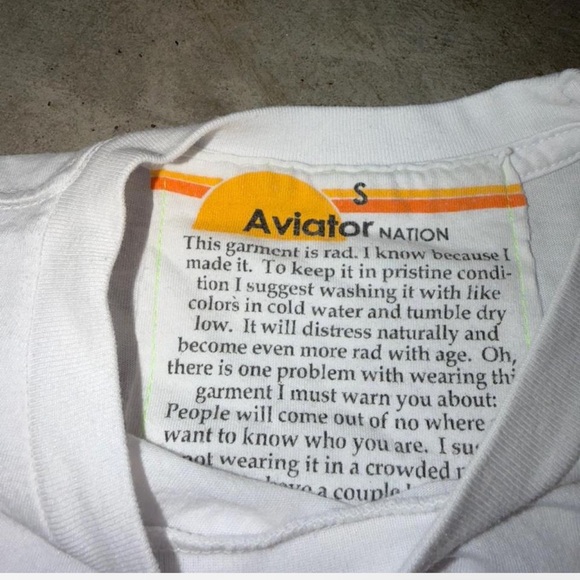 S
Aviator NATION
This garment is rad. I know because I
made it. To keep it in pristine condi-
tion I suggest washing it with like
colors in cold water and tumble dry
low. It will distress naturally and
become even more rad with age. Oh,
there is one problem with wearing thi
garment I must warn you about:
People will come out of no where
want to know who you are. I su
not wearing it in a crowded
have a couple